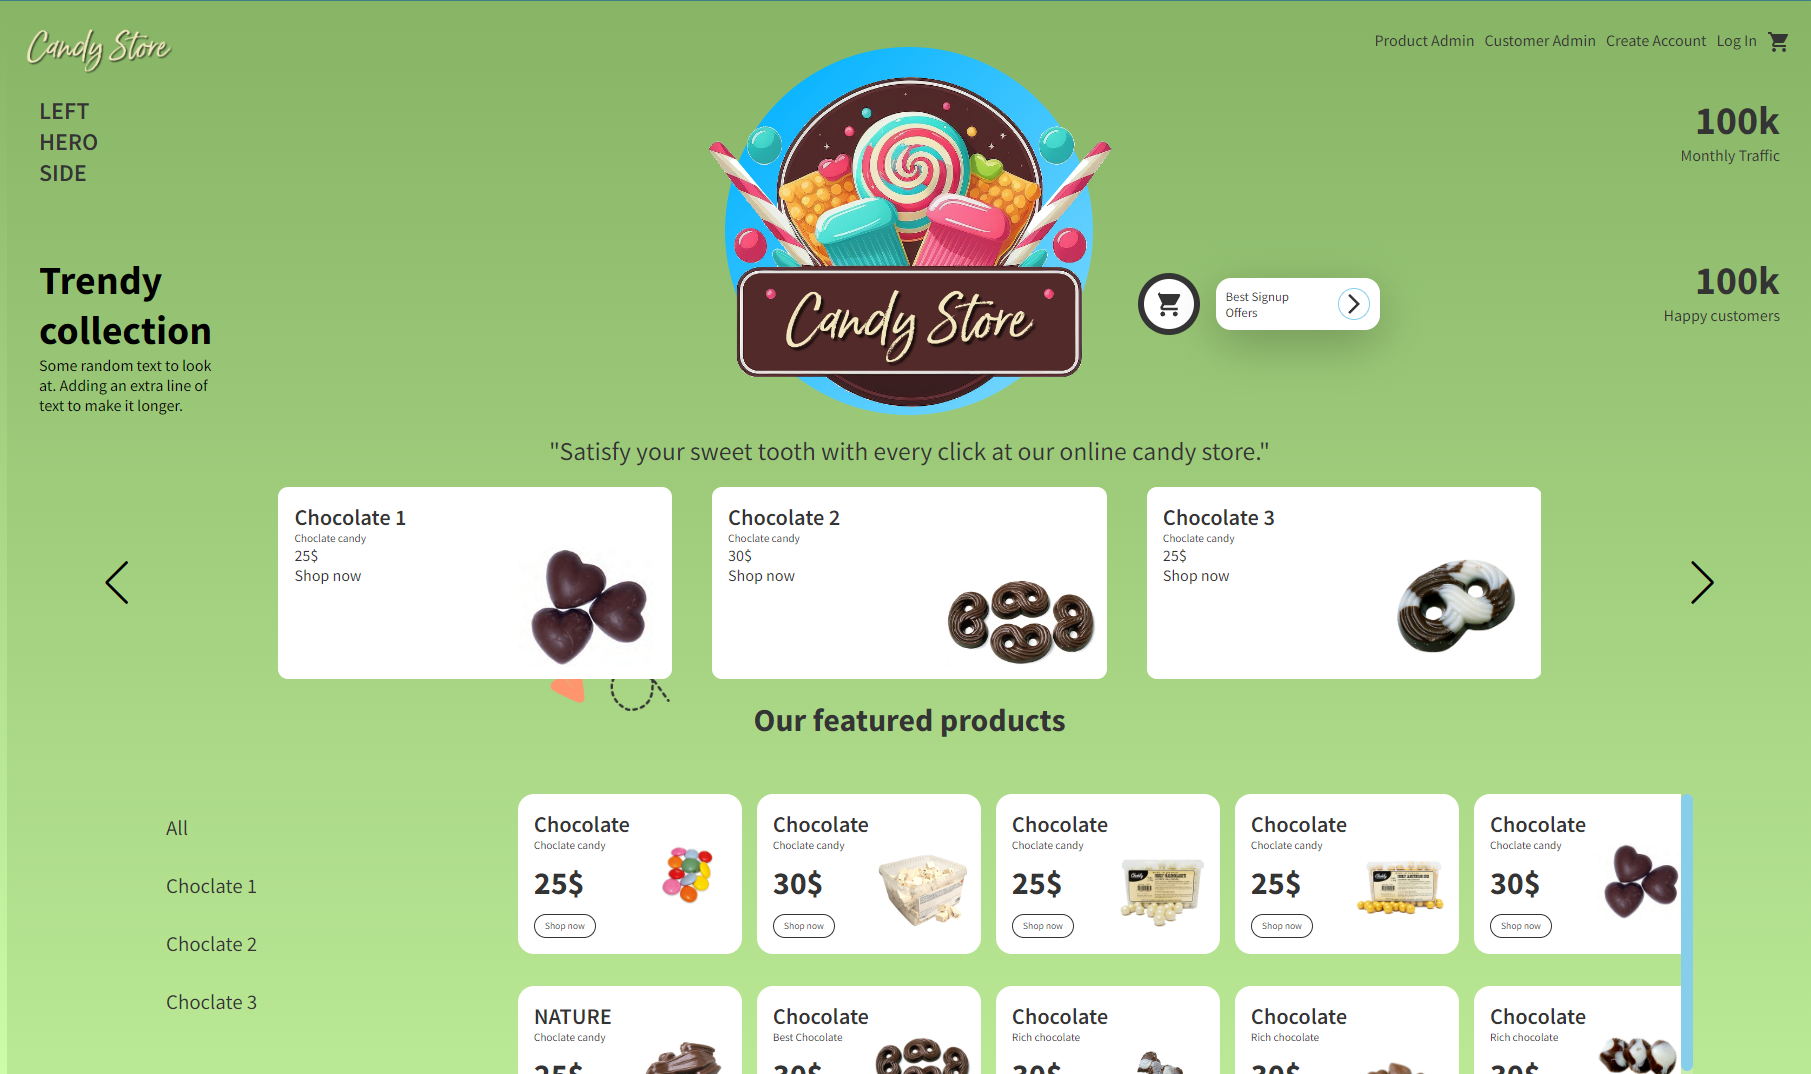 Candy Store
Product Admin Customer Admin Create Account Log In
LEFT
HERO
SIDE
100k
Monthly Traffic
Trendy
collection
Some random text to look
at. Adding an extra line of
text to make it longer.
Candy Store
Best Signup
Offers
100k
Happy customers
"Satisfy your sweet tooth with every click at our online candy store."
Chocolate 1
Choclate candy
25$
Shop now
Chocolate 2
Choclate candy
30$
Shop now
Chocolate 3
Choclate candy
25$
Shop now
Our featured products
All
Choclate 1
Choclate 2
Choclate 3
Chocolate
Choclate candy
25$
Shop now
Chocolate
Choclate candy
30$
Shop now
Chocolate
Choclate candy
25$
Shop now
Chocolate
Choclate candy
25$
Shop now
Chocolate
Choclate candy
30$
Shop now
NATURE
Choclate candy
25$
Chocolate
Best Chocolate
30$
Chocolate
Rich chocolate
30$
Chocolate
Rich chocolate
30$
Chocolate
Rich chocolate
30$